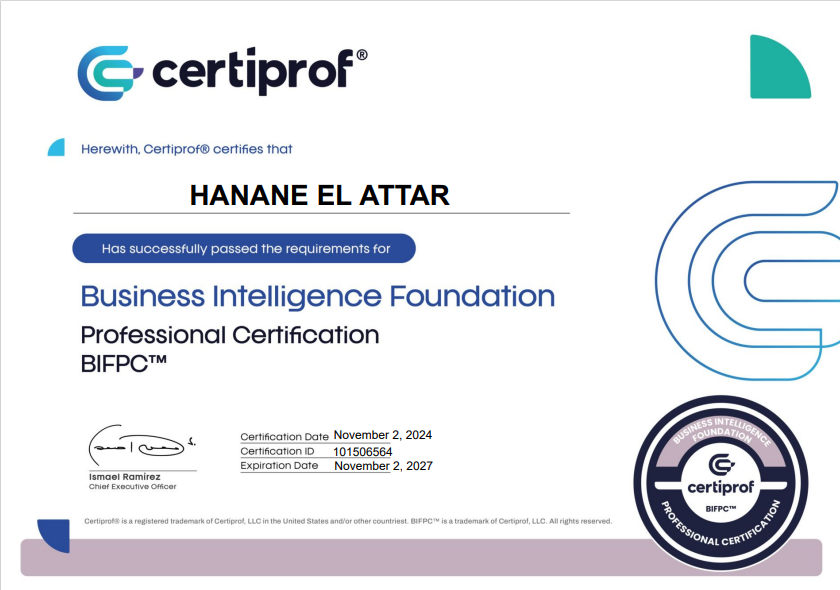 certiprof®
Herewith, Certiprof® certifies that
HANANE EL ATTAR
Has successfully passed the requirements for
Business Intelligence Foundation
Professional Certification
BIFPC™
Certification Date November 2, 2024
Certification ID 101506564
Expiration Date November 2, 2027
Ismael Ramírez
Chief Executive Officer
BUSINESS INTELLIGENCE
FOUNDATION
certiprof
BIFPC™
PROFESSIONAL CERTIFICATION
Certiprof® is a registered trademark of Certiprof, LLC in the United States and/or other countriest. BIFPC™ is a trademark of Certiprof, LLC. All rights reserved.